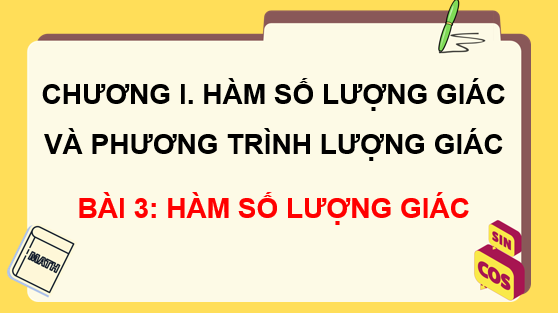 CHƯƠNG I. HÀM SỐ LƯỢNG GIÁC
VÀ PHƯƠNG TRÌNH LƯỢNG GIÁC
BÀI 3: HÀM SỐ LƯỢNG GIÁC
MATH
SIN
COS